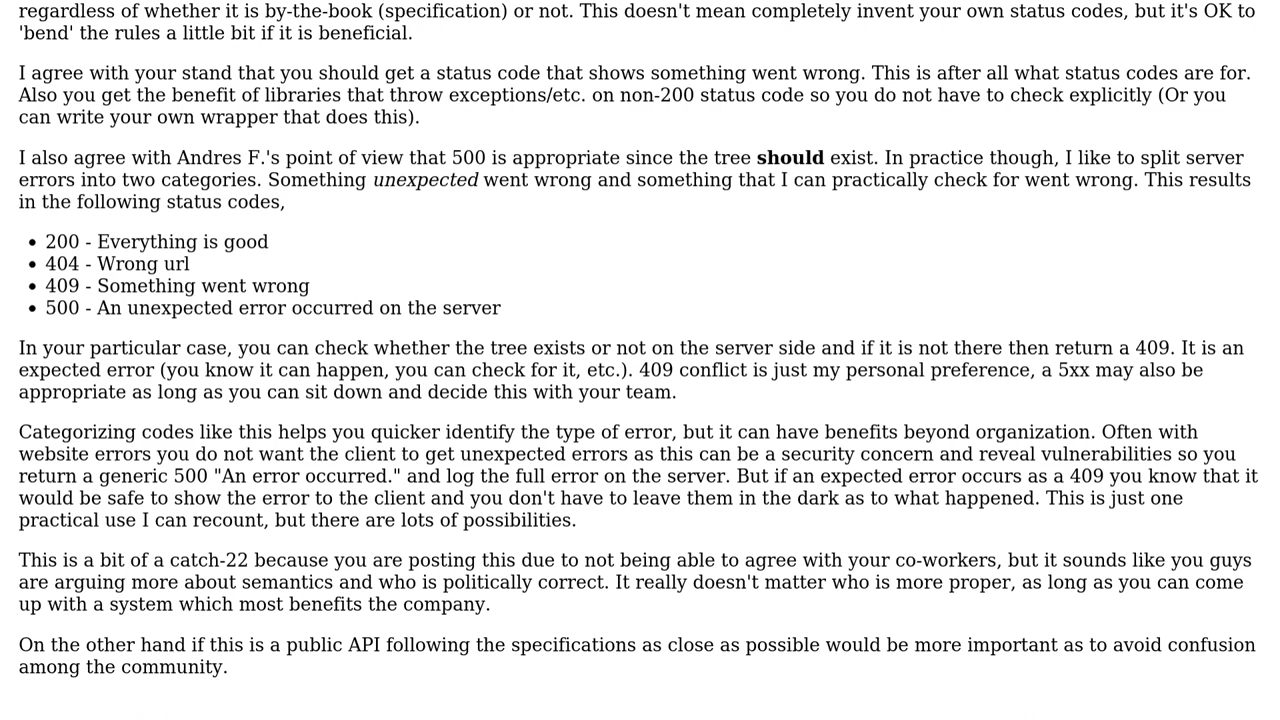 regardless of whether it is by-the-book (specification) or not. This doesn't mean completely invent your own status codes, but it's OK to
'bend' the rules a little bit if it is beneficial.
I agree with your stand that you should get a status code that shows something went wrong. This is after all what status codes are for.
Also you get the benefit of libraries that throw exceptions/etc. on non-200 status code so you do not have to check explicitly (Or you
can write your own wrapper that does this).
I also agree with Andres F.'s point of view that 500 is appropriate since the tree should exist. In practice though, I like to split server
errors into two categories. Something unexpected went wrong and something that I can practically check for went wrong. This results
in the following status codes,
• 200 - Everything is good
• 404 - Wrong url
• 409 - Something went wrong
• 500 - An unexpected error occurred on the server
In your particular case, you can check whether the tree exists or not on the server side and if it is not there then return a 409. It is an
expected error (you know it can happen, you can check for it, etc.). 409 conflict is just my personal preference, a 5xx may also be
appropriate as long as you can sit down and decide this with your team.
Categorizing codes like this helps you quicker identify the type of error, but it can have benefits beyond organization. Often with
website errors you do not want the client to get unexpected errors as this can be a security concern and reveal vulnerabilities so you
return a generic 500 "An error occurred." and log the full error on the server. But if an expected error occurs as a 409 you know that it
would be safe to show the error to the client and you don't have to leave them in the dark as to what happened. This is just one
practical use I can recount, but there are lots of possibilities.
This is a bit of a catch-22 because you are posting this due to not being able to agree with your co-workers, but it sounds like you guys
are arguing more about semantics and who is politically correct. It really doesn't matter who is more proper, as long as you can come
up with a system which most benefits the company.
On the other hand if this is a public API following the specifications as close as possible would be more important as to avoid confusion
among the community.